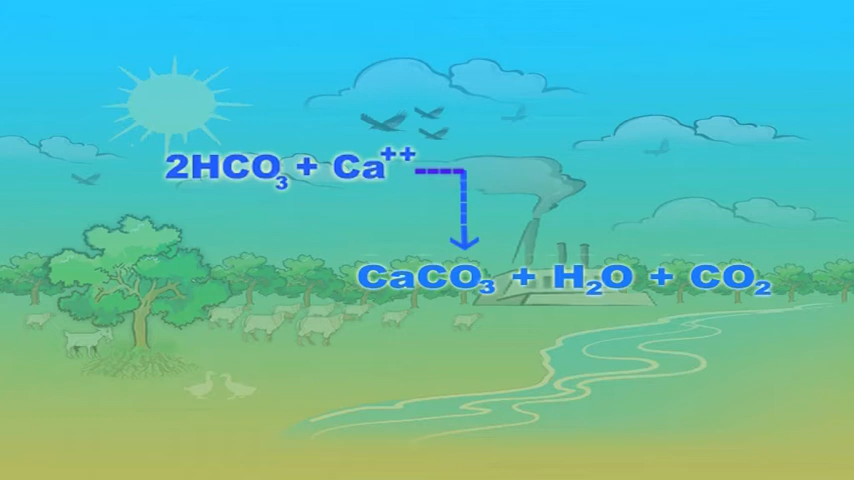 2HCO₃ + Ca⁺⁺
CaCO₃ + H₂O + CO₂